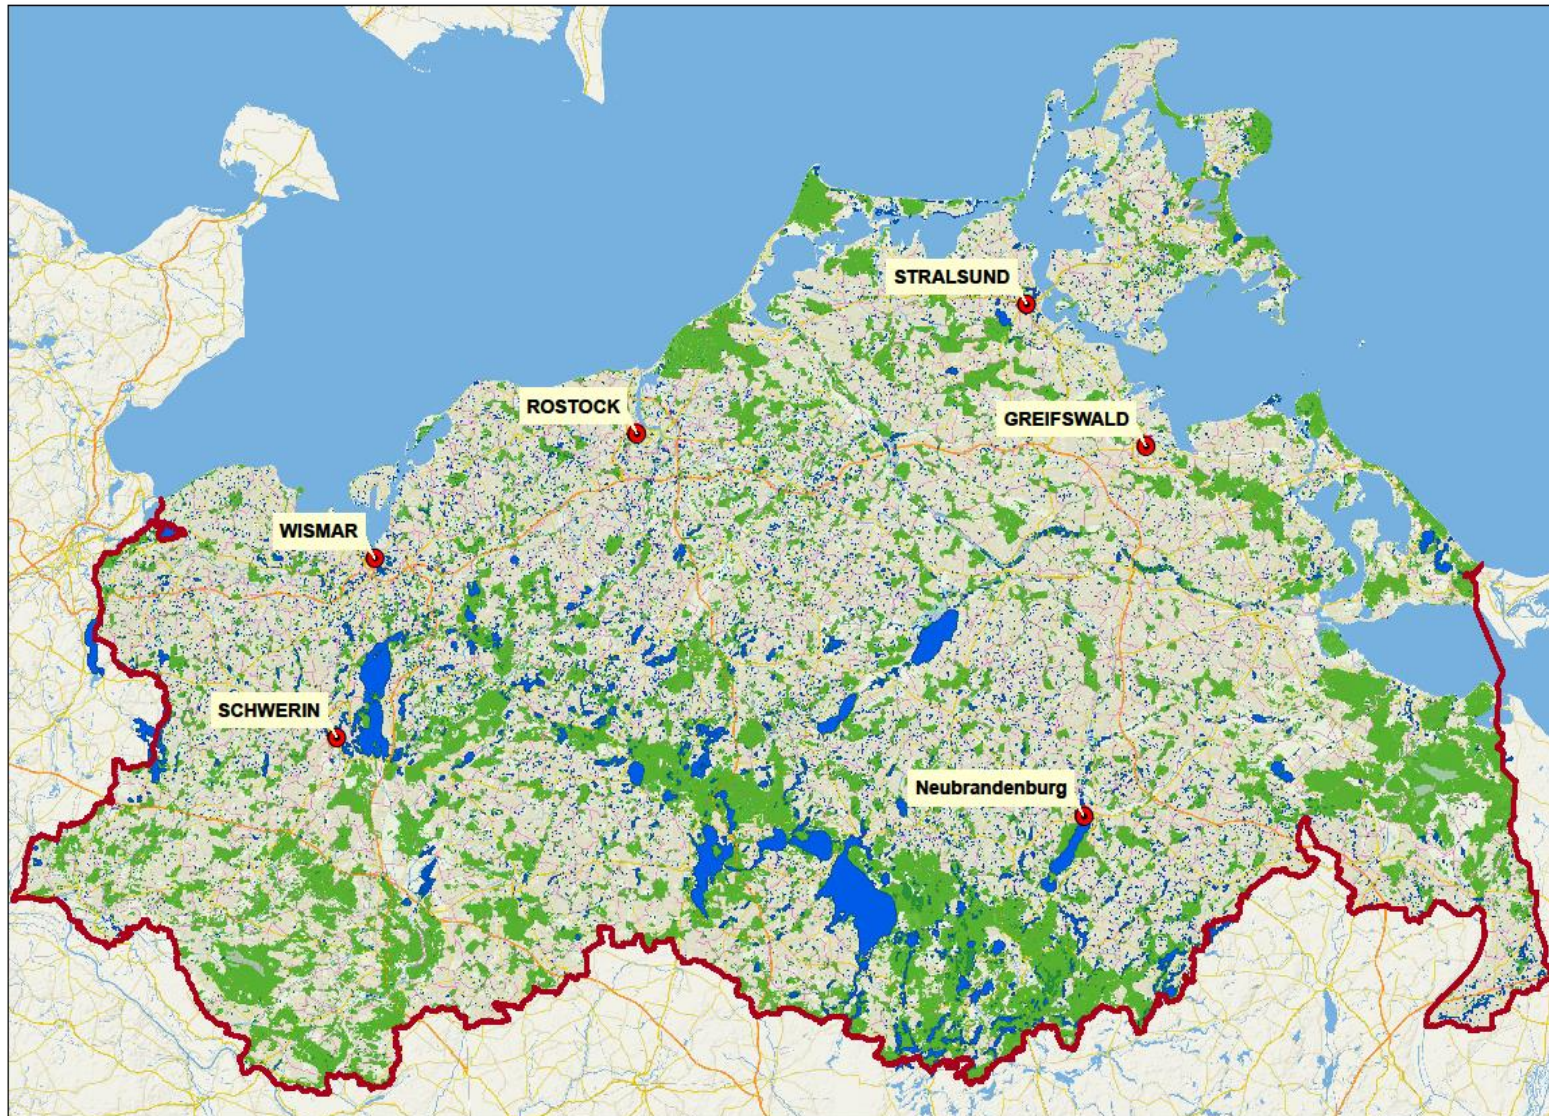 STRALSUND
ROSTOCK
GREIFSWALD
WISMAR
SCHWERIN
Neubrandenburg